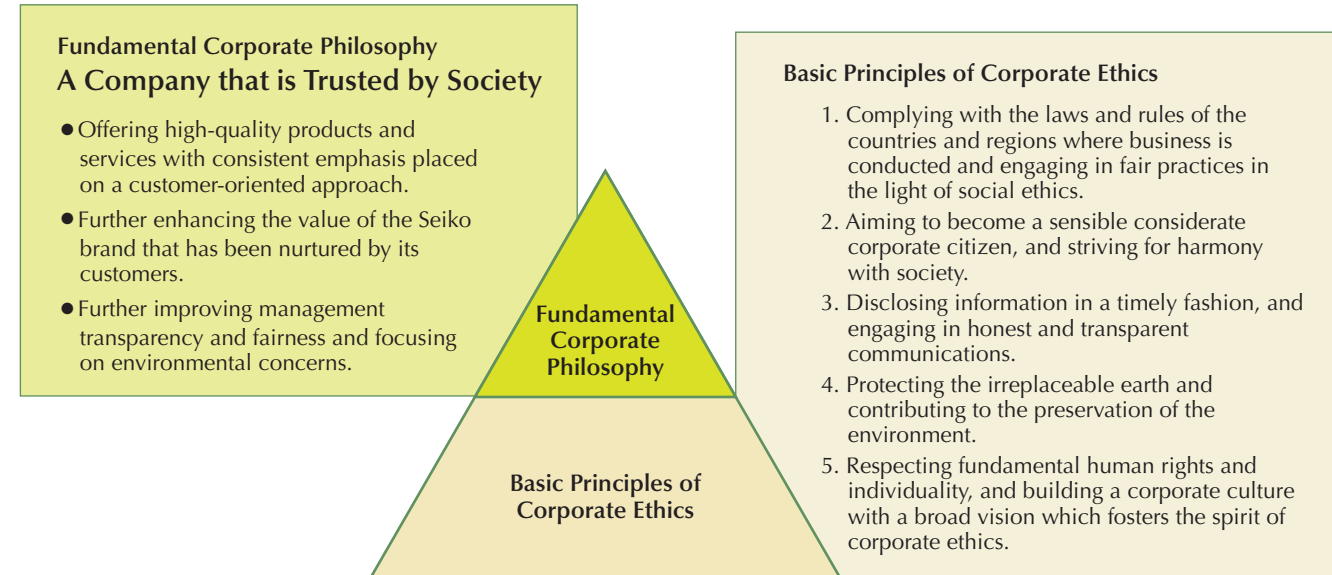 Fundamental Corporate Philosophy
A Company that is Trusted by Society
● Offering high-quality products and
services with consistent emphasis placed
on a customer-oriented approach.
● Further enhancing the value of the Seiko
brand that has been nurtured by its
customers.
● Further improving management
transparency and fairness and focusing
on environmental concerns.
Fundamental
Corporate
Philosophy
Basic Principles of
Corporate Ethics
Basic Principles of Corporate Ethics
1. Complying with the laws and rules of the
countries and regions where business is
conducted and engaging in fair practices in
the light of social ethics.
2. Aiming to become a sensible considerate
corporate citizen, and striving for harmony
with society.
3. Disclosing information in a timely fashion, and
engaging in honest and transparent
communications.
4. Protecting the irreplaceable earth and
contributing to the preservation of the
environment.
5. Respecting fundamental human rights and
individuality, and building a corporate culture
with a broad vision which fosters the spirit of
corporate ethics.